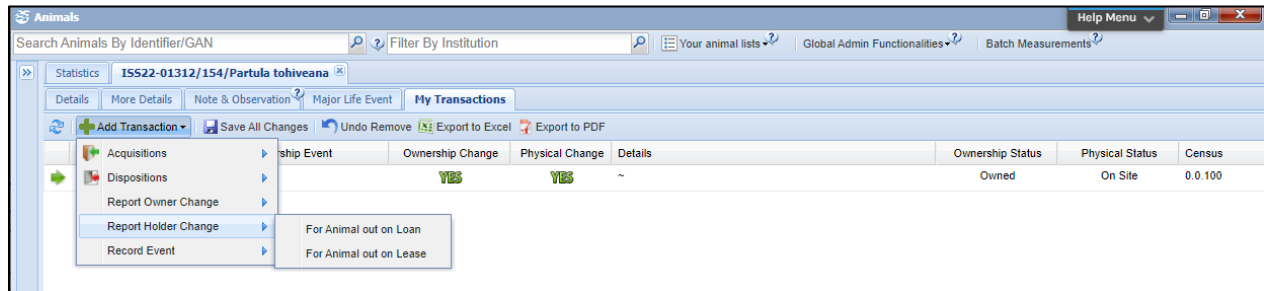 Animals Help Menu
Search Animals By Identifier/GAN Filter By Institution Your animal lists Global Admin Functionalities Batch Measurements
Statistics ISS22-01312/154/Partula tohiveana
Details More Details Note & Observation Major Life Event My Transactions
Add Transaction Save All Changes Undo Remove Export to Excel Export to PDF
Acquisitions rship Event Ownership Change Physical Change Details Ownership Status Physical Status Census
Dispositions YES YES ~ Owned On Site 0.0.100
Report Owner Change
Report Holder Change For Animal out on Loan
Record Event For Animal out on Lease